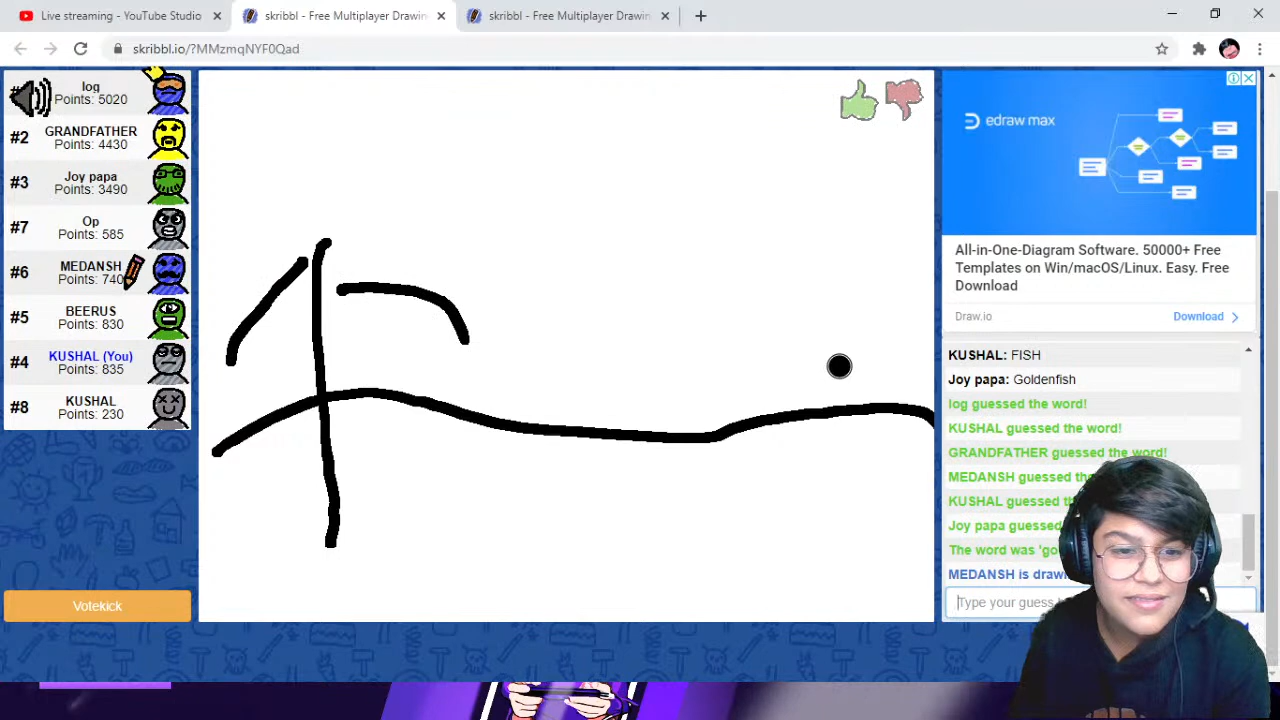 Live streaming - YouTube Studio
skribbl - Free Multiplayer Drawin
skribbl - Free Multiplayer Drawin
skribbl.io/?MMzmqNYF0Qad
log
Points: 5020
#2 GRANDFATHER
Points: 4430
#3 Joy papa
Points: 3490
#7 Op
Points: 585
#6 MEDANSH
Points: 740
#5 BEERUS
Points: 830
#4 KUSHAL (You)
Points: 835
#8 KUSHAL
Points: 230
Votekick
edraw max
All-in-One-Diagram Software. 50000+ Free
Templates on Win/macOS/Linux. Easy. Free
Download
Draw.io Download
KUSHAL: FISH
Joy papa: Goldenfish
log guessed the word!
KUSHAL guessed the word!
GRANDFATHER guessed the word!
MEDANSH guessed the
KUSHAL guessed
Joy papa guessed
The word was 'go
MEDANSH is draw
Type your guess